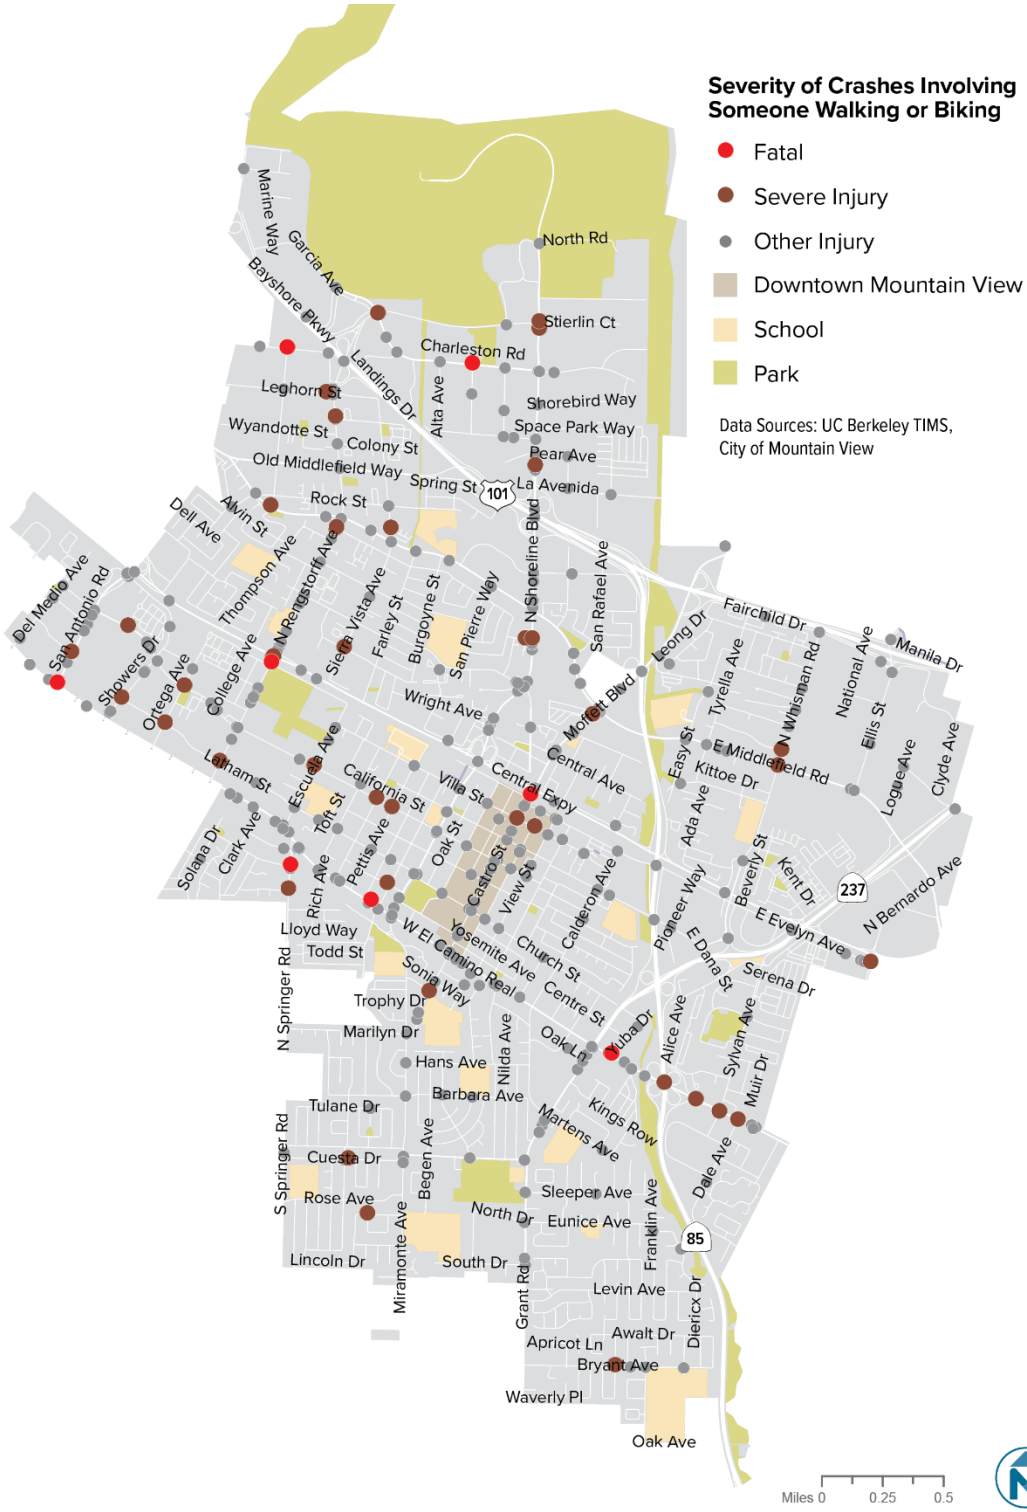 Severity of Crashes Involving
Someone Walking or Biking
Fatal
Severe Injury
Other Injury
Downtown Mountain View
School
Park
Data Sources: UC Berkeley TIMS,
City of Mountain View
Marine Way
Garcia Ave
North Rd
Bayshore Pkwy
Stierlin Ct
Charleston Rd
Landings Dr
Leghorn St
Alta Ave
Shorebird Way
Wyandotte St
Colony St
Space Park Way
Old Middlefield Way
Pear Ave
Spring St
101
La Avenida
Rock St
Alvin St
Dell Ave
N Shoreline Blvd
Thompson Ave
N Rengstorff Ave
Sierra Vista Ave
Farley St
Burgoyne St
San Pierre Way
San Rafael Ave
Del Medio Ave
San Antonio Rd
Fairchild Dr
Leong Dr
Manila Dr
Showers Dr
Ortega Ave
College Ave
Wright Ave
Moffett Blvd
Tyrella Ave
N Whisman Rd
National Ave
Ellis St
Easy St
E Middlefield Rd
Logue Ave
Clyde Ave
Latham St
Escuela Ave
California St
Villa St
Central Expy
Central Ave
Kittoe Dr
Toft St
Solana Dr
Clark Ave
Rich Ave
Pettis Ave
Oak St
Castro St
View St
Calderon Ave
Ada Ave
Beverly St
Kent Dr
237
N Bernardo Ave
Pioneer Way
E Evelyn Ave
E Dana St
Serena Dr
Lloyd Way
Todd St
W El Camino Real
Yosemite Ave
Church St
Centre St
Sonia Way
Trophy Dr
Marilyn Dr
N Springer Rd
Nilda Ave
Oak Ln
Yuba Dr
Alice Ave
Sylvan Ave
Muir Dr
Hans Ave
Barbara Ave
Tulane Dr
Martens Ave
Kings Row
S Springer Rd
Cuesta Dr
Begen Ave
Dale Ave
Rose Ave
Sleeper Ave
North Dr
Eunice Ave
Franklin Ave
85
Miramonte Ave
Lincoln Dr
South Dr
Grant Rd
Levin Ave
Diericx Dr
Awalt Dr
Apricot Ln
Bryant Ave
Waverly Pl
Oak Ave
Miles 0 0.25 0.5
N